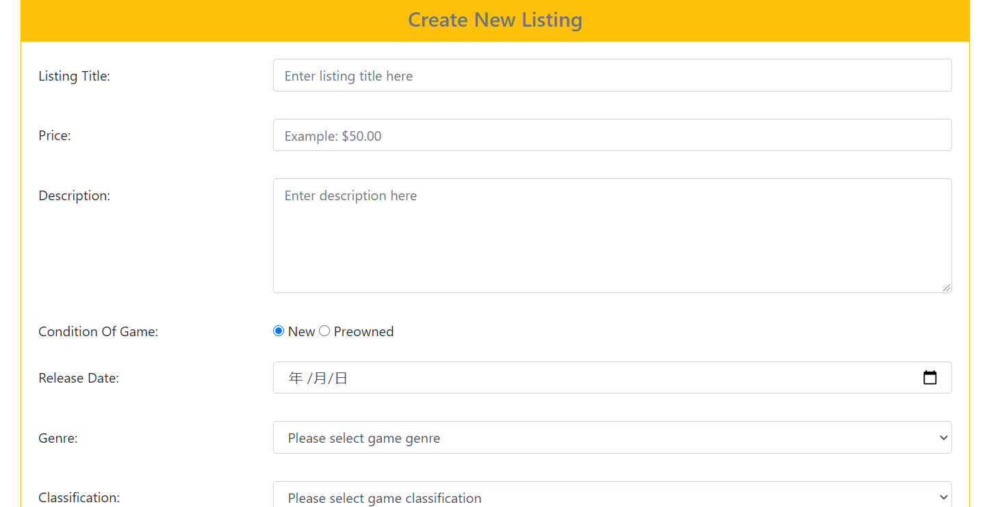 Create New Listing
Listing Title: Enter listing title here
Price: Example: $50.00
Description: Enter description here
Condition Of Game: New Preowned
Release Date: 年 /月/日
Genre: Please select game genre
Classification: Please select game classification